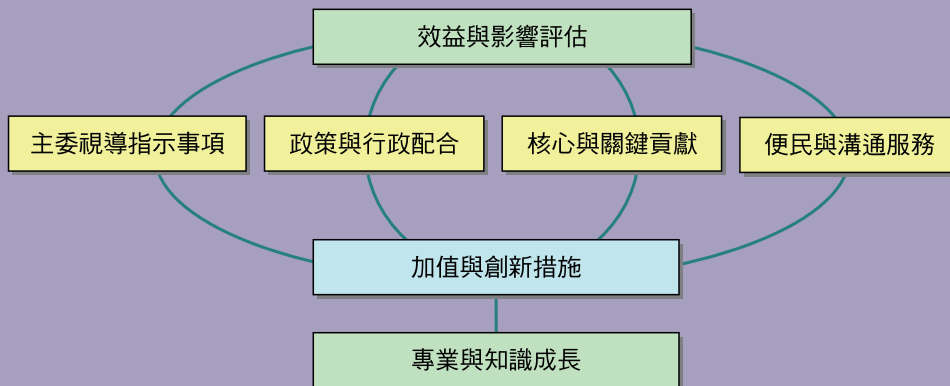 效益與影響評估
主委視導指示事項
政策與行政配合
核心與關鍵貢獻
便民與溝通服務
加值與創新措施
專業與知識成長